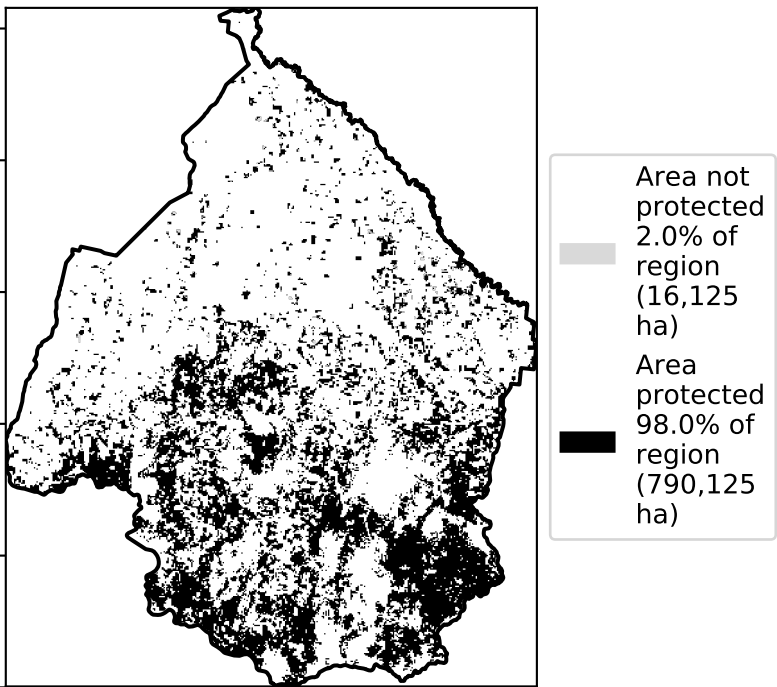 Area not
protected
2.0% of
region
(16,125
ha)
Area
protected
98.0% of
region
(790,125
ha)